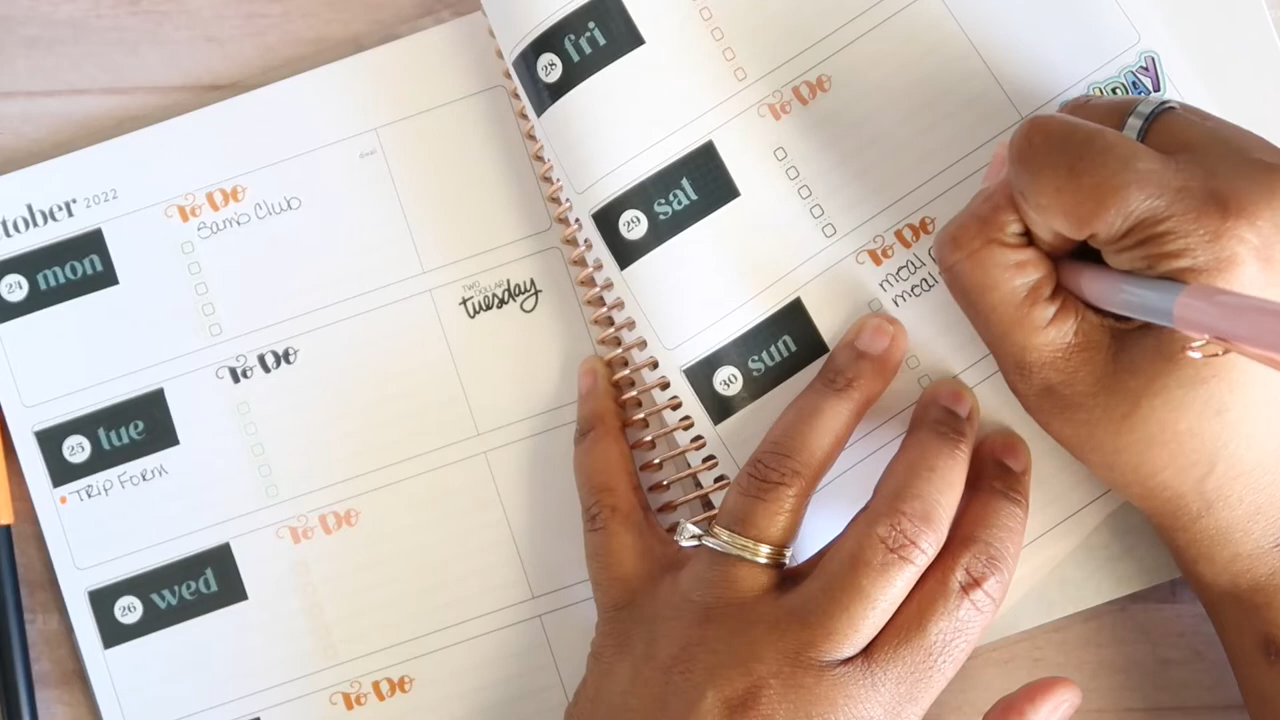 2022
24 mon
To Do
Sam's Club
25 tue
TRIP FORM
To Do
TWO DOLLAR
tuesday
26 wed
To Do
To Do
28 fri
29 sat
To Do
30 sun
To Do
meal
meal